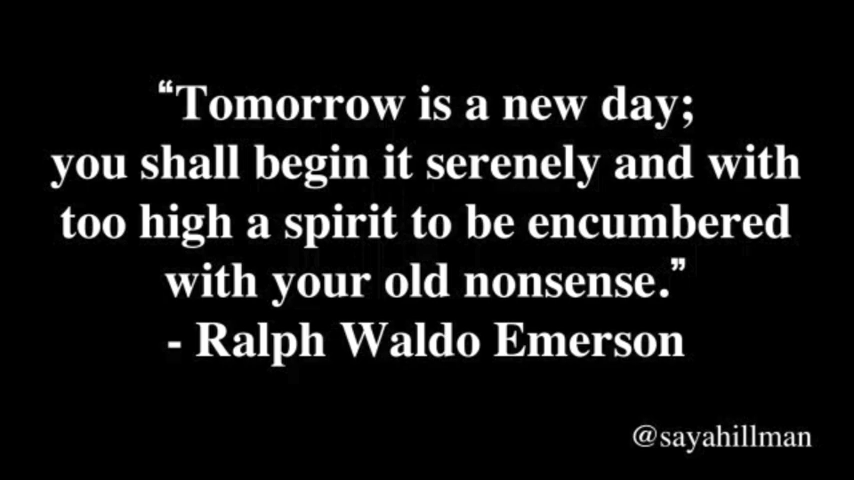 “Tomorrow is a new day;
you shall begin it serenely and with
too high a spirit to be encumbered
with your old nonsense.”
- Ralph Waldo Emerson
@sayahillman